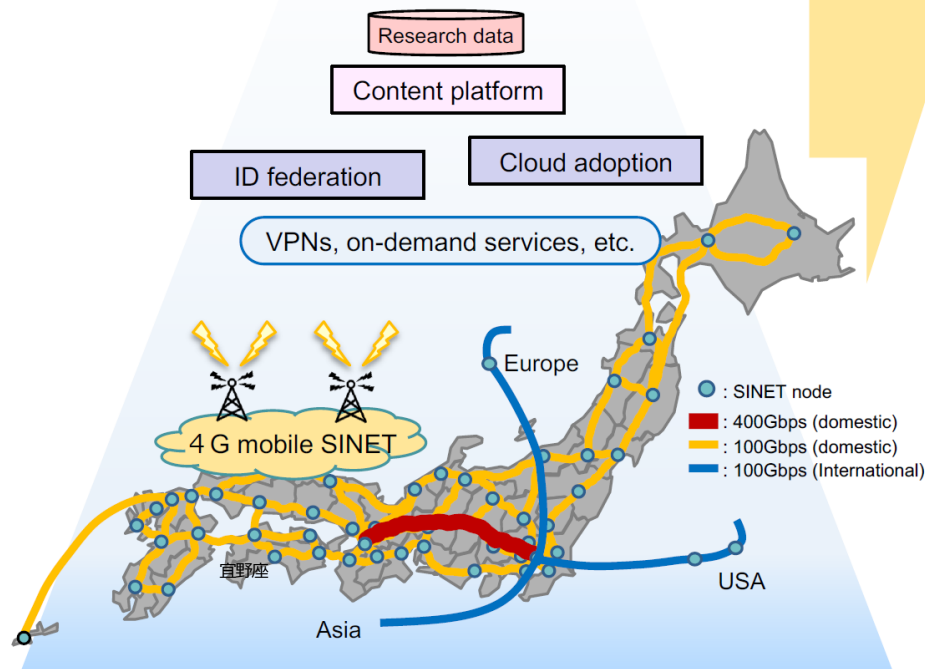 Research data
Content platform
Cloud adoption
ID federation
VPNs, on-demand services, etc.
Europe
: SINET node
: 400Gbps (domestic)
: 100Gbps (domestic)
: 100Gbps (International)
4G mobile SINET
宜野座
USA
Asia